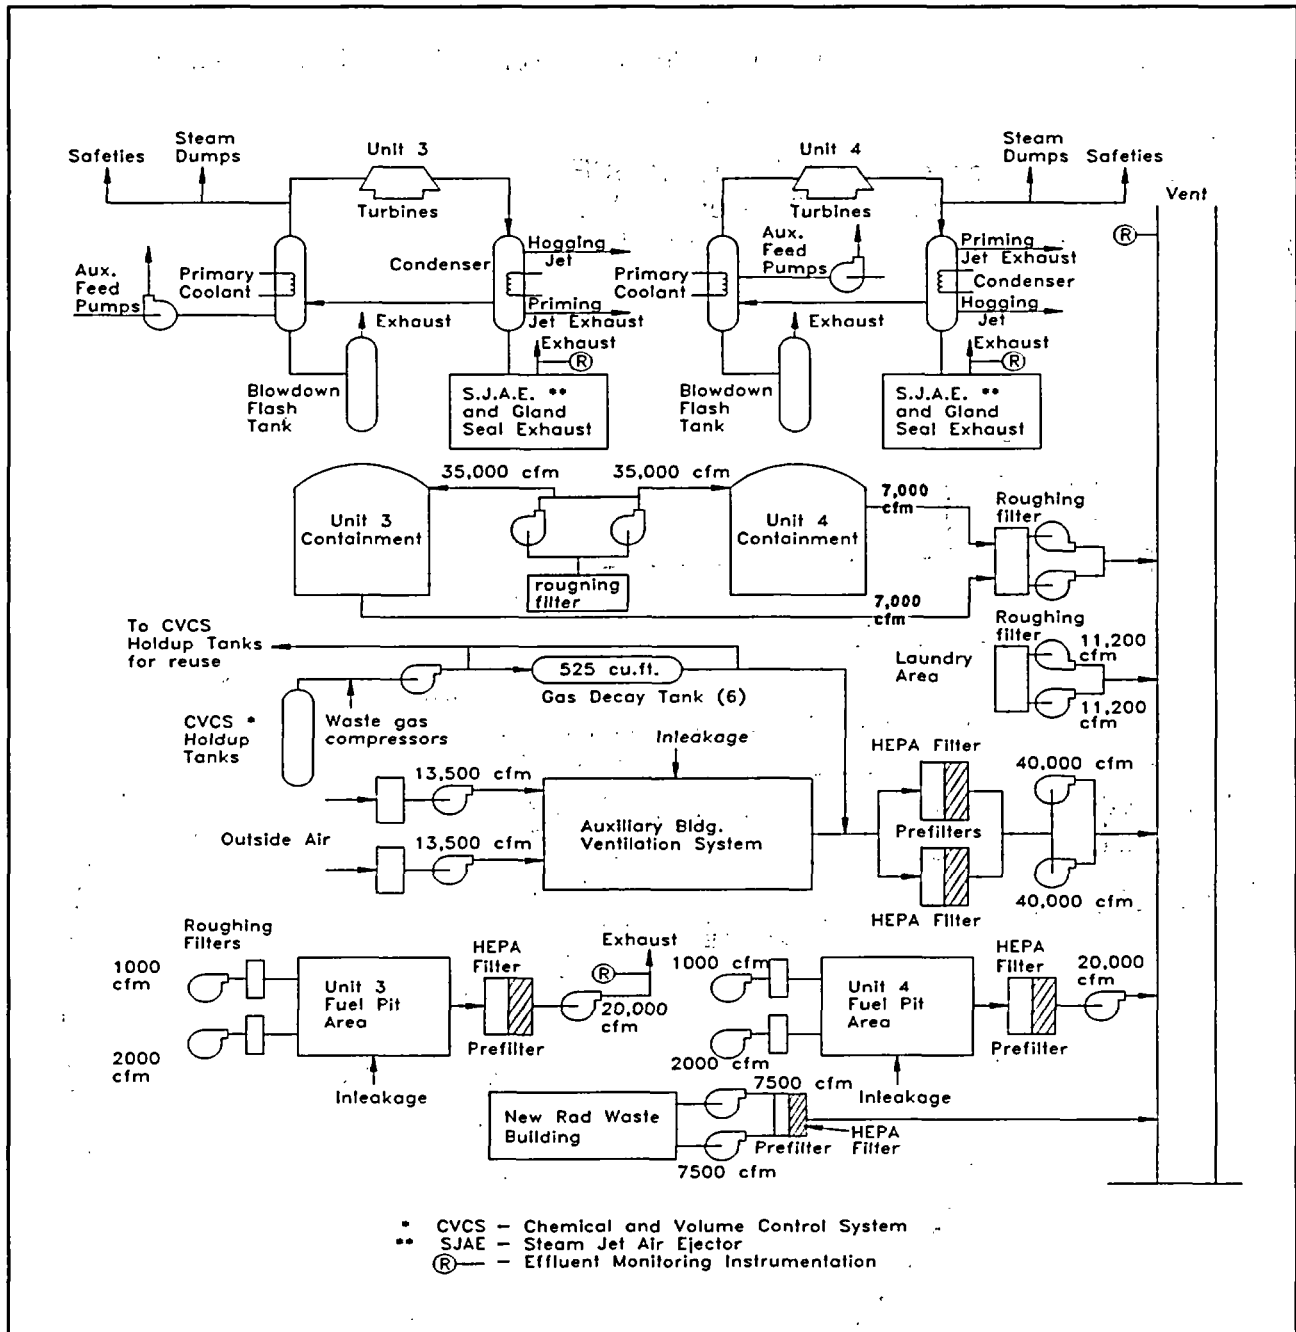 Safeties
Steam
Dumps
Unit 3
Turbines
Unit 4
Turbines
Steam
Dumps
Safeties
Vent
R
Aux.
Feed
Pumps
Primary
Coolant
Condenser
Hogging
Jet
Priming
Jet Exhaust
Exhaust
Exhaust
R
Blowdown
Flash
Tank
S.J.A.E. **
and Gland
Seal Exhaust
Aux.
Feed
Pumps
Primary
Coolant
Priming
Jet Exhaust
Condenser
Hogging
Jet
Exhaust
Exhaust
R
Blowdown
Flash
Tank
S.J.A.E. **
and Gland
Seal Exhaust
35,000 cfm
35,000 cfm
Unit 3
Containment
Unit 4
Containment
rougning
filter
7,000
cfm
7,000
cfm
Roughing
filter
To CVCS
Holdup Tanks
for reuse
525 cu.ft.
Gas Decay Tank (6)
CVCS *
Holdup
Tanks
Waste gas
compressors
Laundry
Area
Roughing
filter
11,200
cfm
11,200
cfm
Inleakage
13,500 cfm
13,500 cfm
Outside Air
Auxiliary Bldg.
Ventilation System
HEPA Filter
Prefilters
HEPA Filter
40,000 cfm
40,000 cfm
Roughing
Filters
1000
cfm
2000
cfm
Unit 3
Fuel Pit
Area
Inleakage
HEPA
Filter
Prefilter
Exhaust
R
20,000
cfm
1000 cfm
2000 cfm
Unit 4
Fuel Pit
Area
Inleakage
HEPA
Filter
Prefilter
20,000
cfm
New Rad Waste
Building
7500 cfm
7500 cfm
Prefilter
HEPA
Filter
* CVCS – Chemical and Volume Control System
** SJAE – Steam Jet Air Ejector
R – Effluent Monitoring Instrumentation